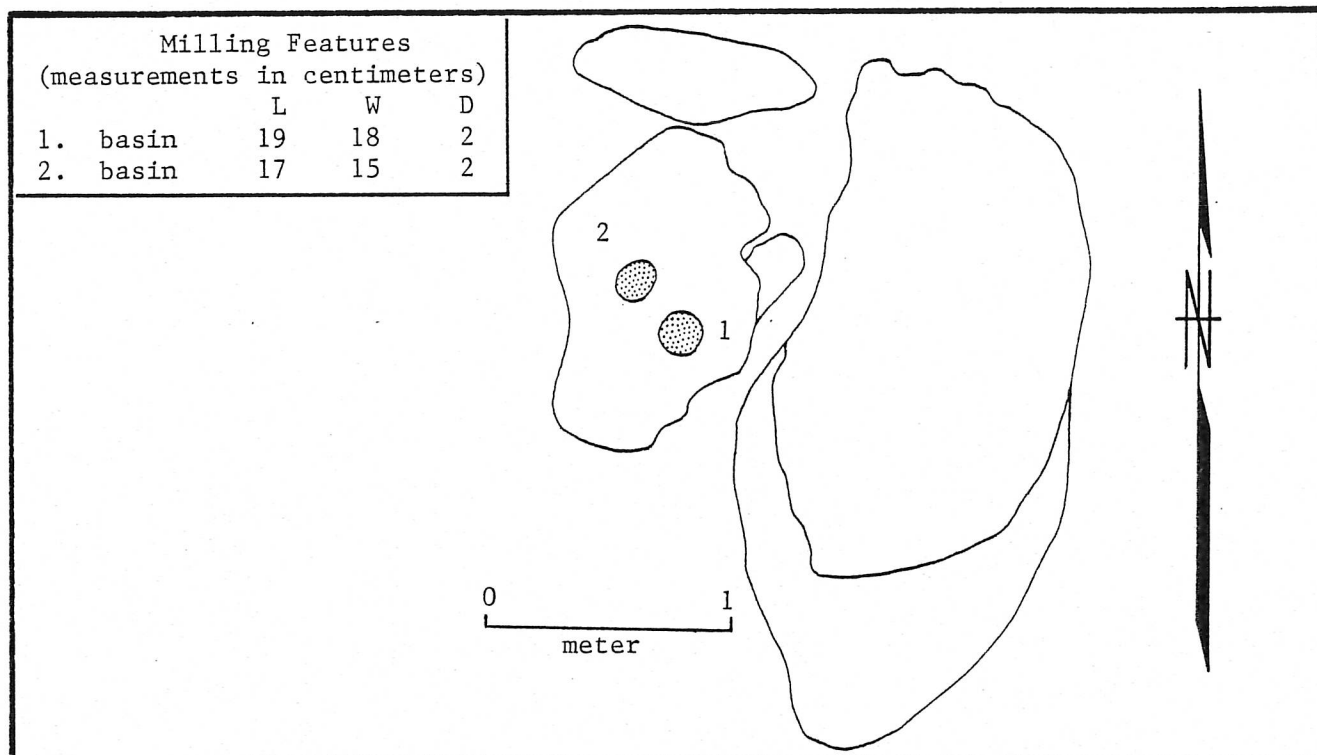 Milling Features
(measurements in centimeters)
L W D
1. basin 19 18 2
2. basin 17 15 2
2
1
N
0 1
meter